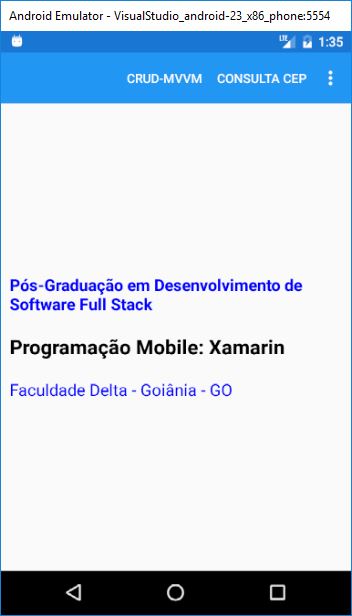 Android Emulator - VisualStudio_android-23_x86_phone:5554
LTE 1:35
CRUD-MVVM CONSULTA CEP
Pós-Graduação em Desenvolvimento de
Software Full Stack
Programação Mobile: Xamarin
Faculdade Delta - Goiânia - GO